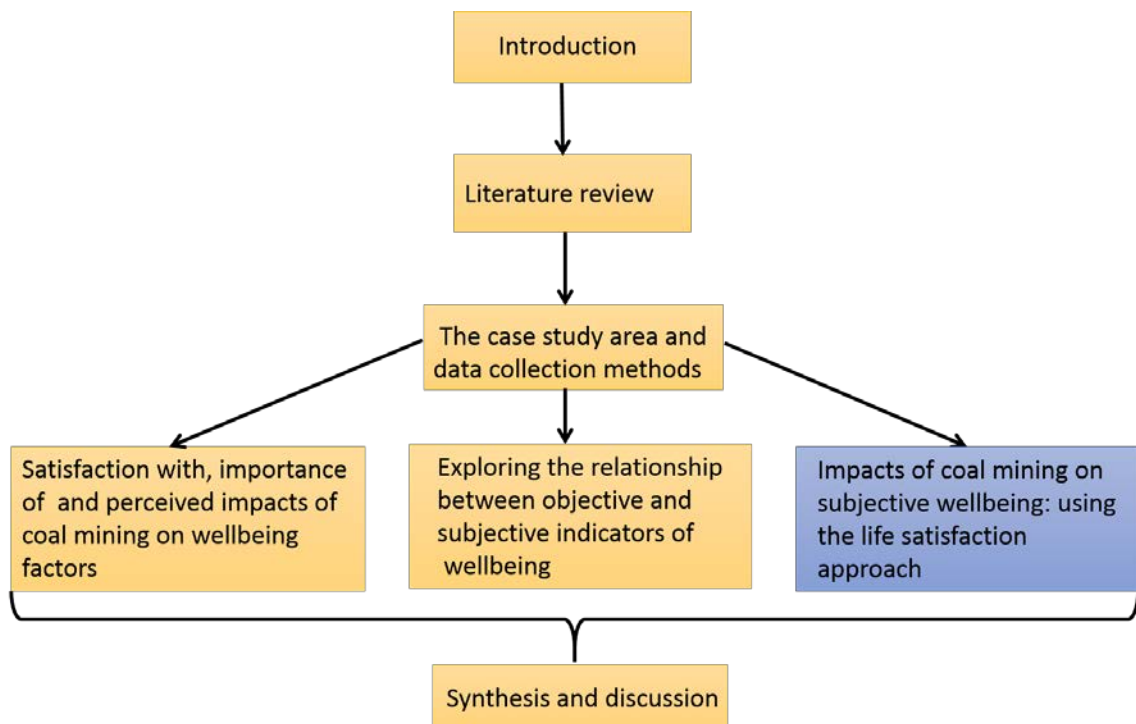 Introduction
Literature review
The case study area and
data collection methods
Satisfaction with, importance
of and perceived impacts of
coal mining on wellbeing
factors
Exploring the relationship
between objective and
subjective indicators of
wellbeing
Impacts of coal mining on
subjective wellbeing: using
the life satisfaction
approach
Synthesis and discussion